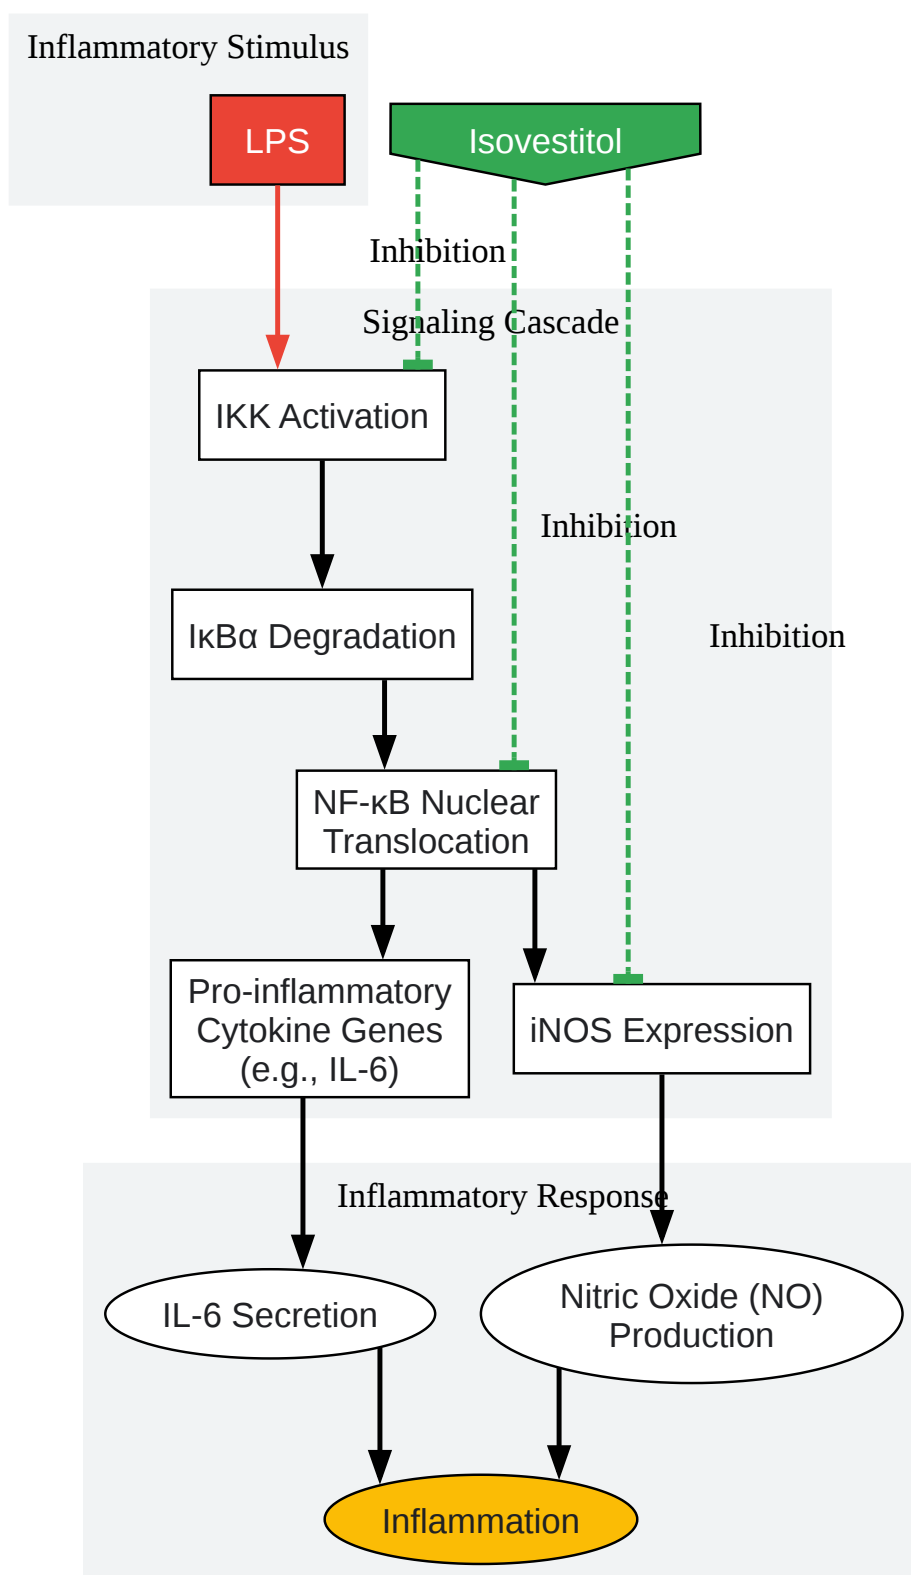 Inflammatory Stimulus
LPS
Isovestitol
Inhibition
Signaling Cascade
IKK Activation
Inhibition
IκBα Degradation
Inhibition
NF-κB Nuclear
Translocation
Pro-inflammatory
Cytokine Genes
(e.g., IL-6)
iNOS Expression
Inflammatory Response
IL-6 Secretion
Nitric Oxide (NO)
Production
Inflammation